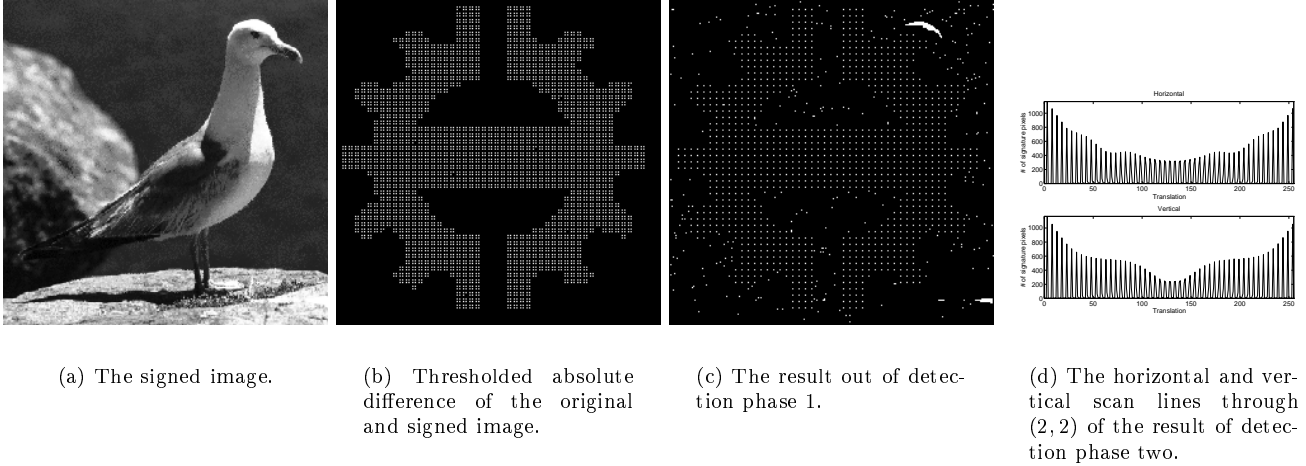 Horizontal
# of signature pixels
1000
800
600
400
200
0
0 50 100 150 200 250
Translation
Vertical
# of signature pixels
1000
800
600
400
200
0
0 50 100 150 200 250
Translation
(a) The signed image.
(b) Thresholded absolute
difference of the original
and signed image.
(c) The result out of detec-
tion phase 1.
(d) The horizontal and ver-
tical scan lines through
(2, 2) of the result of detec-
tion phase two.